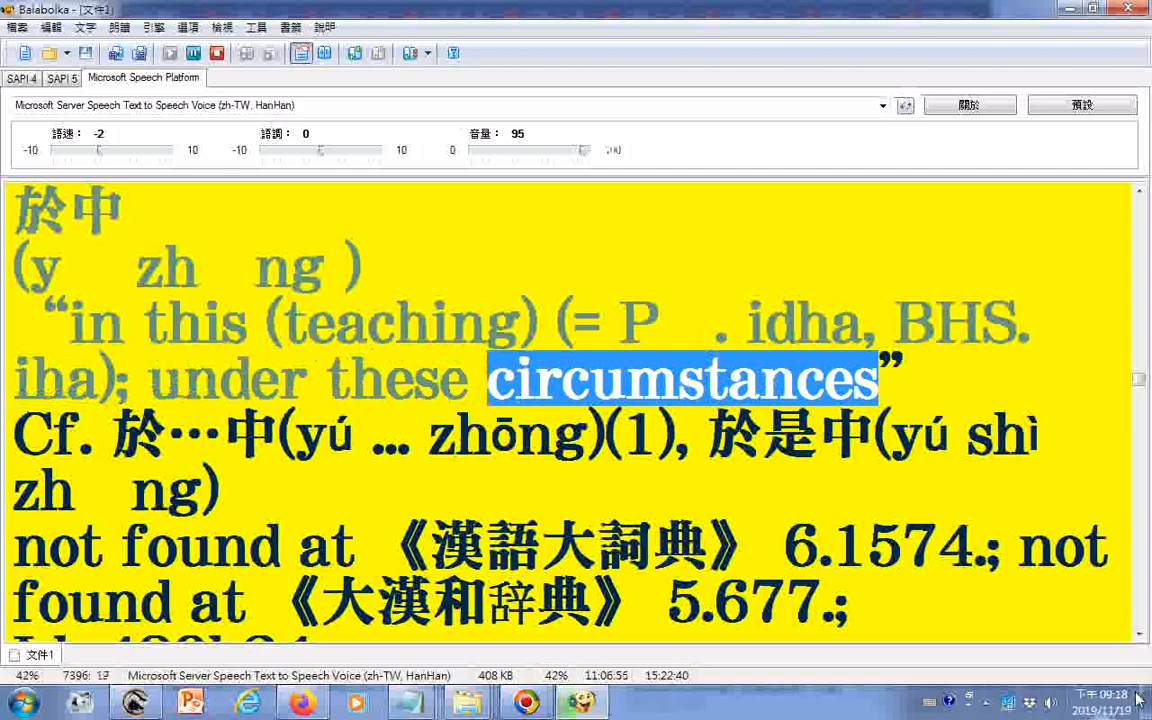 Balabolka - [文件1]
檔案 編輯 文字 朗讀 引擎 選項 檢視 工具 書籤 說明
SAPI 4 SAPI 5 Microsoft Speech Platform
Microsoft Server Speech Text to Speech Voice (zh-TW, HanHan) 關於 預設
語速： -2 語調： 0 音量： 95
-10 10 -10 10 0 100
於中
(y zh ng )
“in this (teaching) (= P . idha, BHS.
iha); under these circumstances”
Cf. 於…中(yú ... zhōng)(1), 於是中(yú shì
zh ng)
not found at 《漢語大詞典》 6.1574.; not
found at 《大漢和辞典》 5.677.;
文件1
42% 7396: 13 Microsoft Server Speech Text to Speech Voice (zh-TW, HanHan) 408 KB 42% 11:06:56 15:22:40
下午 09:18
2019/11/19